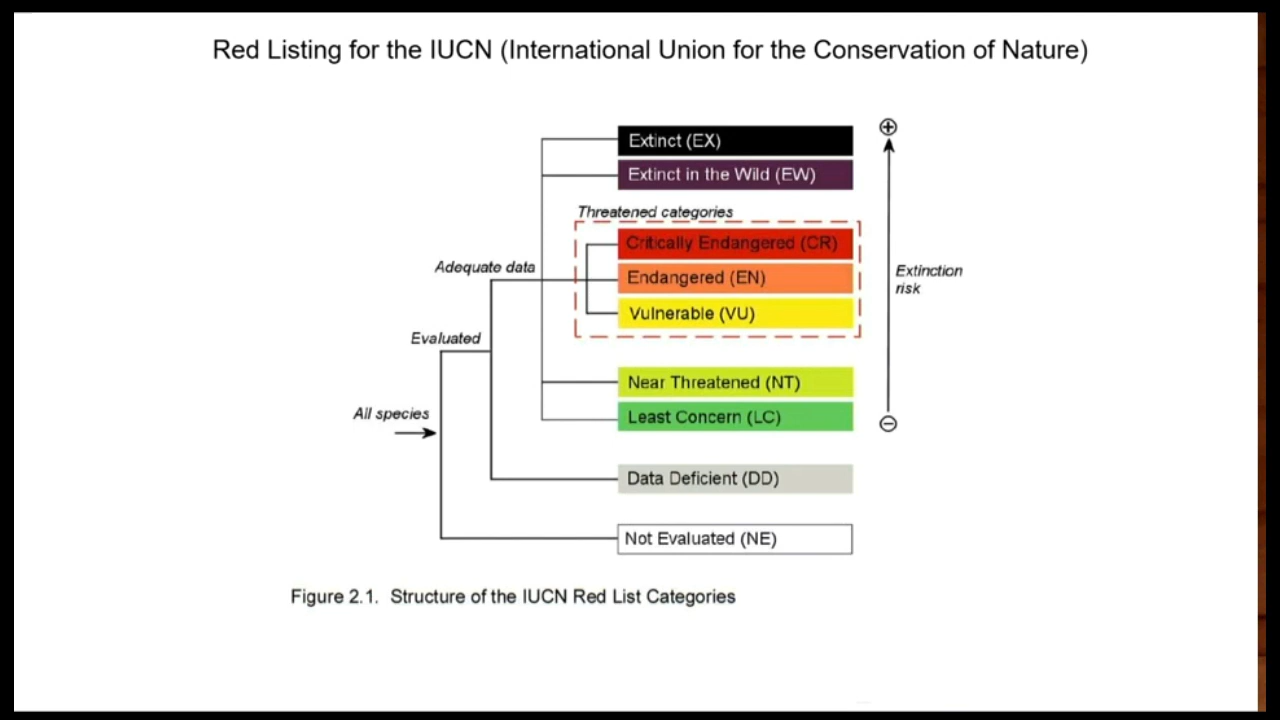 Red Listing for the IUCN (International Union for the Conservation of Nature)
Extinct (EX)
Extinct in the Wild (EW)
Threatened categories
Critically Endangered (CR)
Adequate data
Endangered (EN)
Extinction
risk
Vulnerable (VU)
Evaluated
Near Threatened (NT)
All species
Least Concern (LC)
Data Deficient (DD)
Not Evaluated (NE)
Figure 2.1. Structure of the IUCN Red List Categories